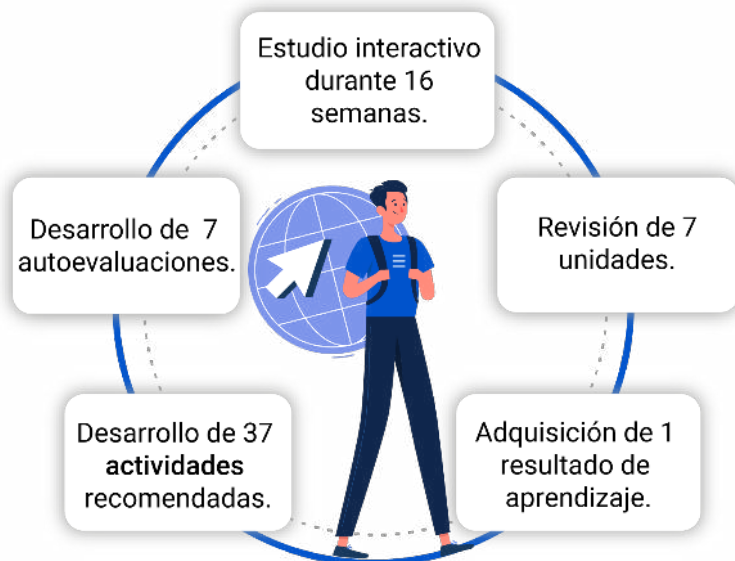 Estudio interactivo
durante 16
semanas.
Revisión de 7
unidades.
Adquisición de 1
resultado de
aprendizaje.
Desarrollo de 37
actividades
recomendadas.
Desarrollo de 7
autoevaluaciones.